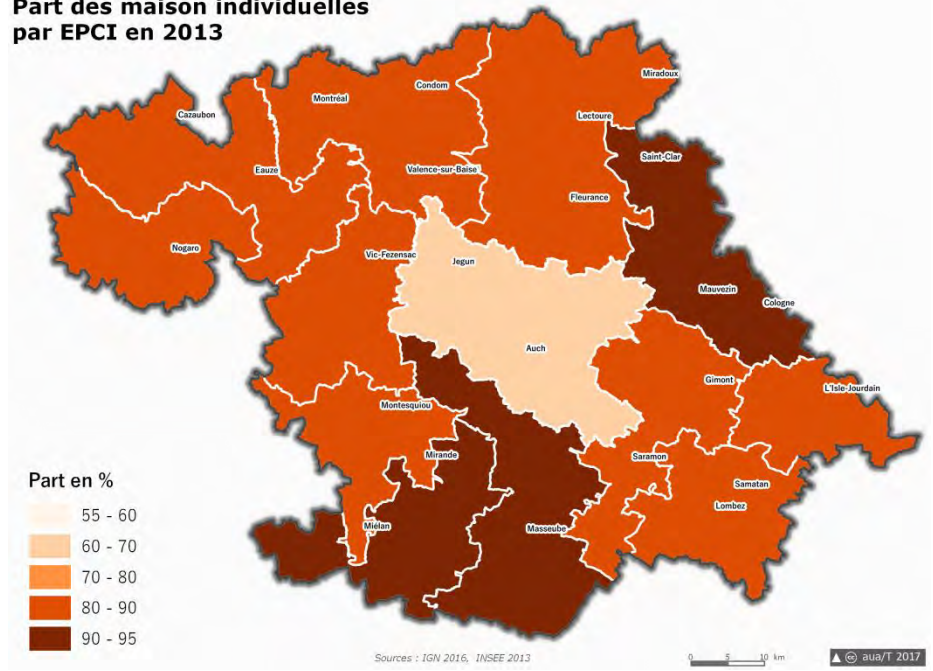 Part des maison individuelles
par EPCI en 2013
Miradoux
Condom
Montréal
Cazaubon
Lectoure
Saint-Clar
Eauze
Valence-sur-Baïse
Fleurance
Nogaro
Vic-Fezensac
Jegun
Mauvezin
Cologne
Auch
Gimont
L'Isle-Jourdain
Montesquiou
Mirande
Saramon
Samatan
Lombez
Miélan
Masseube
Part en %
55 - 60
60 - 70
70 - 80
80 - 90
90 - 95
Sources : IGN 2016, INSEE 2013
0 5 10 km
cc aua/T 2017